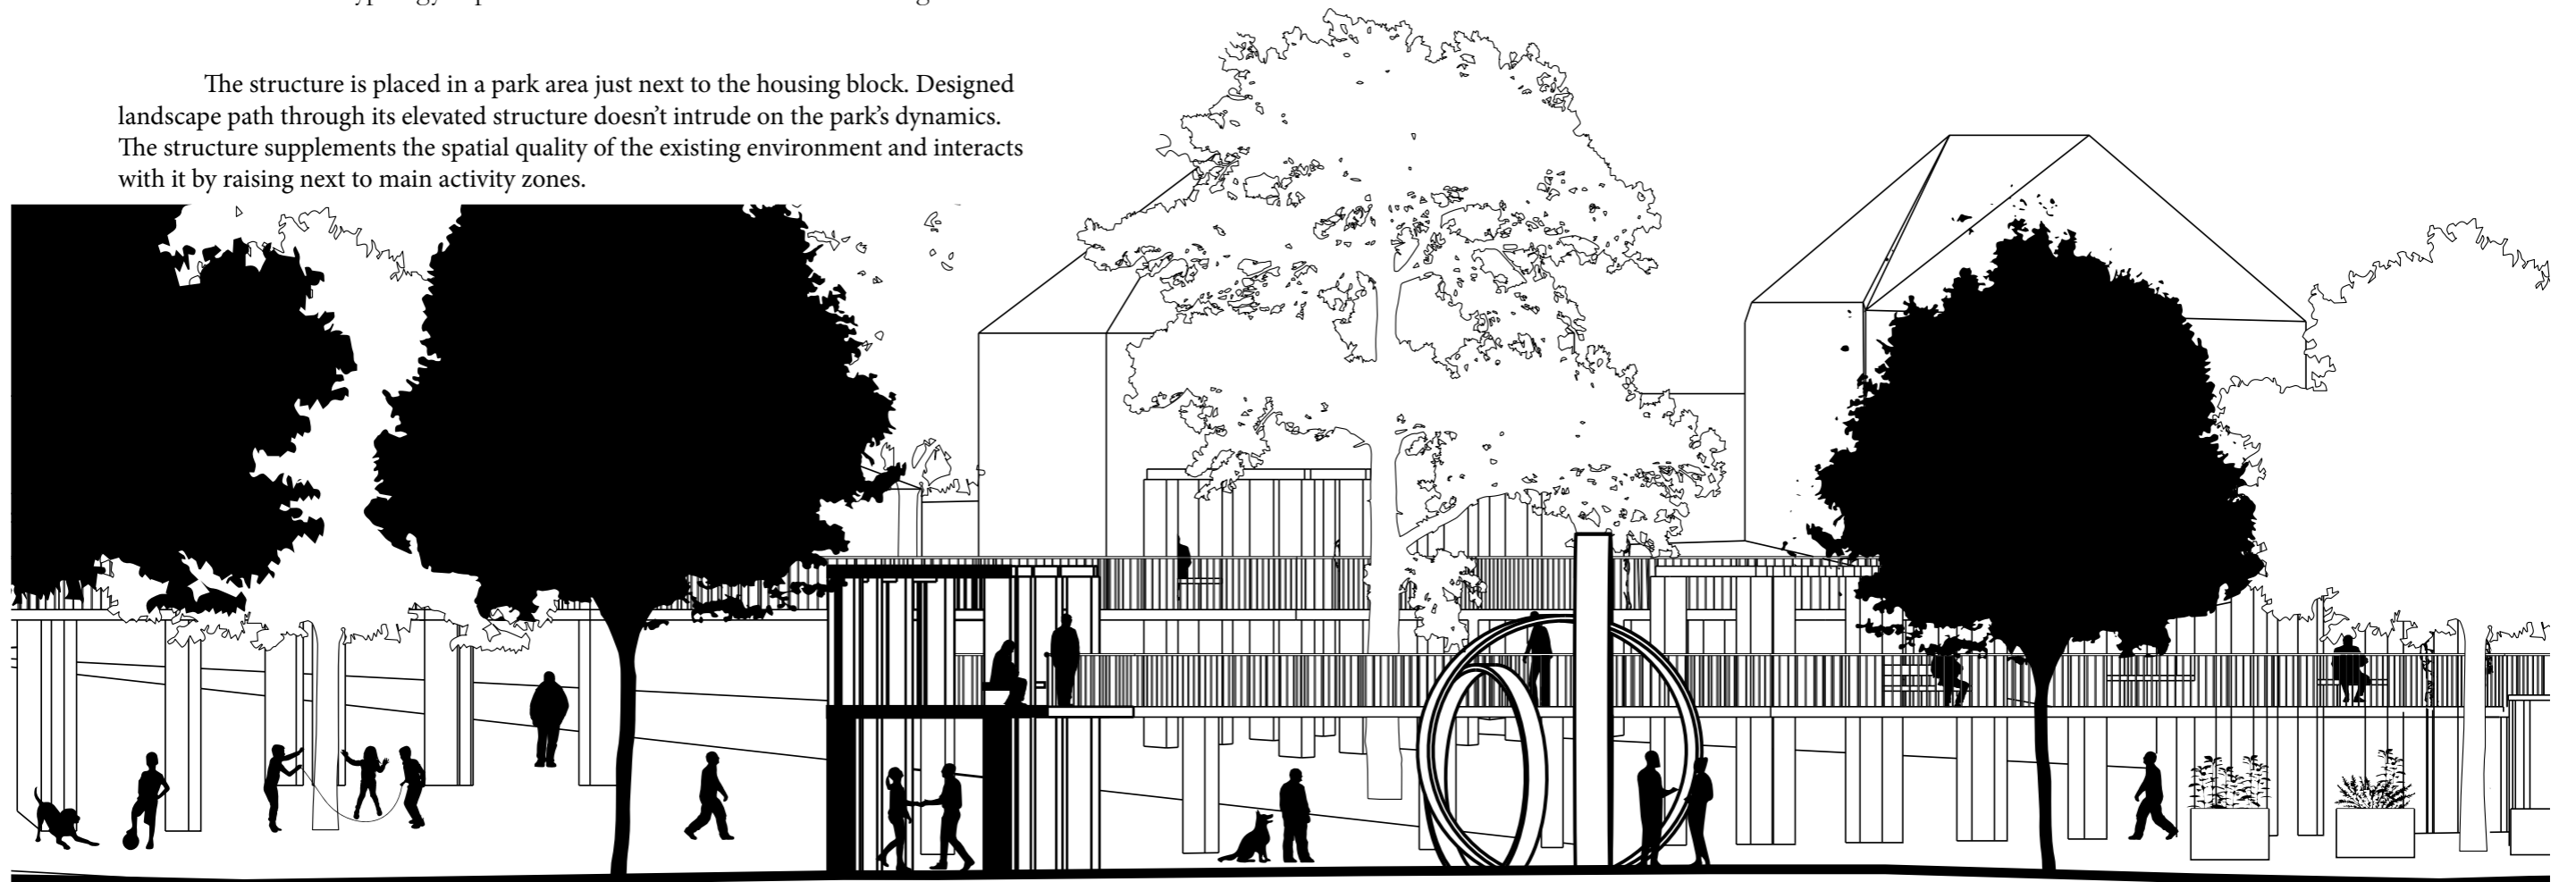 The structure is placed in a park area just next to the housing block. Designed
landscape path through its elevated structure doesn’t intrude on the park’s dynamics.
The structure supplements the spatial quality of the existing environment and interacts
with it by raising next to main activity zones.